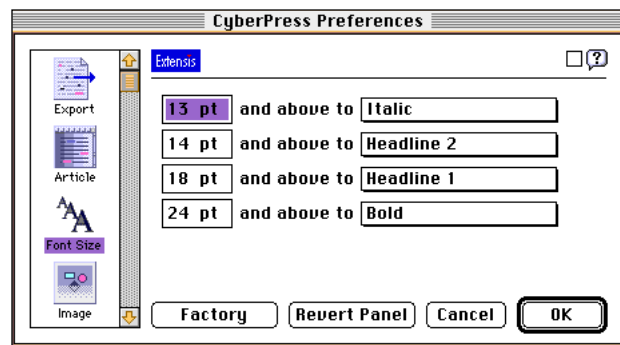 CyberPress Preferences
Extensis
?
Export
Article
Font Size
Image
13 pt and above to Italic
14 pt and above to Headline 2
18 pt and above to Headline 1
24 pt and above to Bold
Factory Revert Panel Cancel OK